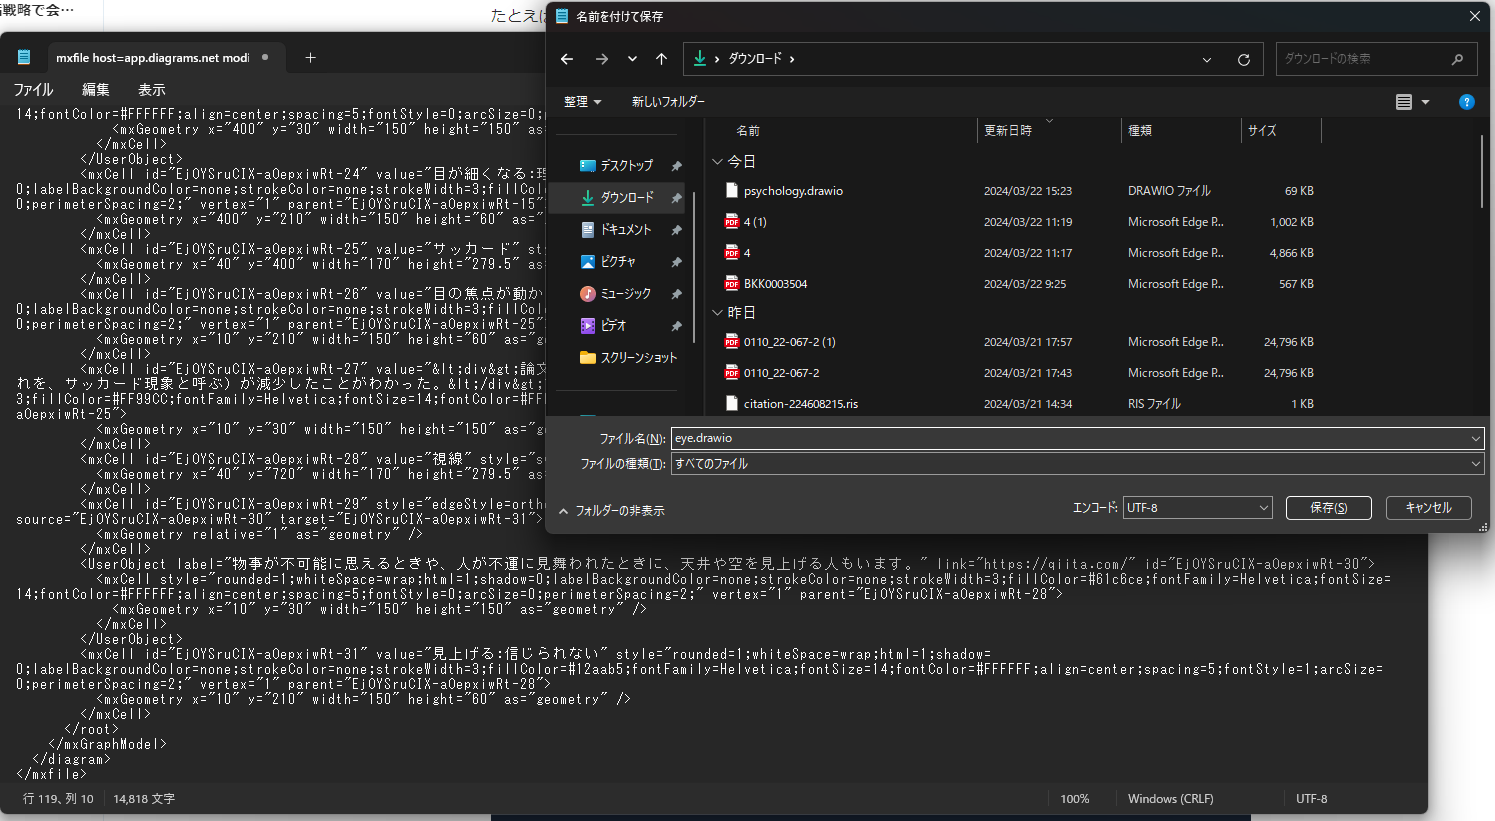 話戦略で会…
たとえば
mxfile host=app.diagrams.net modi
ファイル 編集 表示
14;fontColor=#FFFFFF;align=center;spacing=5;fontStyle=0;arcSize=0;
<mxGeometry x="400" y="30" width="150" height="150" as=
</mxCell>
</UserObject>
<mxCell id="EjOYSruCIX-aOepxiwRt-24" value="目が細くなる:理
0;labelBackgroundColor=none;strokeColor=none;strokeWidth=3;fillCol
0;perimeterSpacing=2;" vertex="1" parent="EjOYSruCIX-aOepxiwRt-15"
<mxGeometry x="400" y="210" width="150" height="60" as="
</mxCell>
<mxCell id="EjOYSruCIX-aOepxiwRt-25" value="サッカード" st
<mxGeometry x="40" y="400" width="170" height="279.5" as
</mxCell>
<mxCell id="EjOYSruCIX-aOepxiwRt-26" value="目の焦点が動か
0;labelBackgroundColor=none;strokeColor=none;strokeWidth=3;fillCol
0;perimeterSpacing=2;" vertex="1" parent="EjOYSruCIX-aOepxiwRt-25"
<mxGeometry x="10" y="210" width="150" height="60" as="g
</mxCell>
<mxCell id="EjOYSruCIX-aOepxiwRt-27" value="&lt;div&gt;論文
れを、サッカード現象と呼ぶ）が減少したことがわかった。&lt;/div&gt;
3;fillColor=#FF99CC;fontFamily=Helvetica;fontSize=14;fontColor=#FF
aOepxiwRt-25">
<mxGeometry x="10" y="30" width="150" height="150" as="g
</mxCell>
<mxCell id="EjOYSruCIX-aOepxiwRt-28" value="視線" style="s
<mxGeometry x="40" y="720" width="170" height="279.5" as
</mxCell>
<mxCell id="EjOYSruCIX-aOepxiwRt-29" style="edgeStyle=orth
source="EjOYSruCIX-aOepxiwRt-30" target="EjOYSruCIX-aOepxiwRt-31">
<mxGeometry relative="1" as="geometry" />
</mxCell>
<UserObject label="物事が不可能に思えるときや、人が不運に見舞われたときに、天井や空を見上げる人もいます。" link="https://qiita.com/" id="EjOYSruCIX-aOepxiwRt-30">
<mxCell style="rounded=1;whiteSpace=wrap;html=1;shadow=0;labelBackgroundColor=none;strokeColor=none;strokeWidth=3;fillColor=#61c6ce;fontFamily=Helvetica;fontSize=
14;fontColor=#FFFFFF;align=center;spacing=5;fontStyle=0;arcSize=0;perimeterSpacing=2;" vertex="1" parent="EjOYSruCIX-aOepxiwRt-28">
<mxGeometry x="10" y="30" width="150" height="150" as="geometry" />
</mxCell>
</UserObject>
<mxCell id="EjOYSruCIX-aOepxiwRt-31" value="見上げる:信じられない" style="rounded=1;whiteSpace=wrap;html=1;shadow=
0;labelBackgroundColor=none;strokeColor=none;strokeWidth=3;fillColor=#12aab5;fontFamily=Helvetica;fontSize=14;fontColor=#FFFFFF;align=center;spacing=5;fontStyle=1;arcSize=
0;perimeterSpacing=2;" vertex="1" parent="EjOYSruCIX-aOepxiwRt-28">
<mxGeometry x="10" y="210" width="150" height="60" as="geometry" />
</mxCell>
</root>
</mxGraphModel>
</diagram>
</mxfile>
行 119、列 10 14,818 文字 100% Windows (CRLF) UTF-8
名前を付けて保存
ダウンロード
ダウンロードの検索
整理 新しいフォルダー
デスクトップ
ダウンロード
ドキュメント
ピクチャ
ミュージック
ビデオ
スクリーンショット
名前 更新日時 種類 サイズ
今日
psychology.drawio 2024/03/22 15:23 DRAWIO ファイル 69 KB
4 (1) 2024/03/22 11:19 Microsoft Edge P... 1,002 KB
4 2024/03/22 11:17 Microsoft Edge P... 4,866 KB
BKK0003504 2024/03/22 9:25 Microsoft Edge P... 567 KB
昨日
0110_22-067-2 (1) 2024/03/21 17:57 Microsoft Edge P... 24,796 KB
0110_22-067-2 2024/03/21 17:43 Microsoft Edge P... 24,796 KB
citation-224608215.ris 2024/03/21 14:34 RIS ファイル 1 KB
ファイル名(N): eye.drawio
ファイルの種類(T): すべてのファイル
フォルダーの非表示 エンコード: UTF-8 保存(S) キャンセル